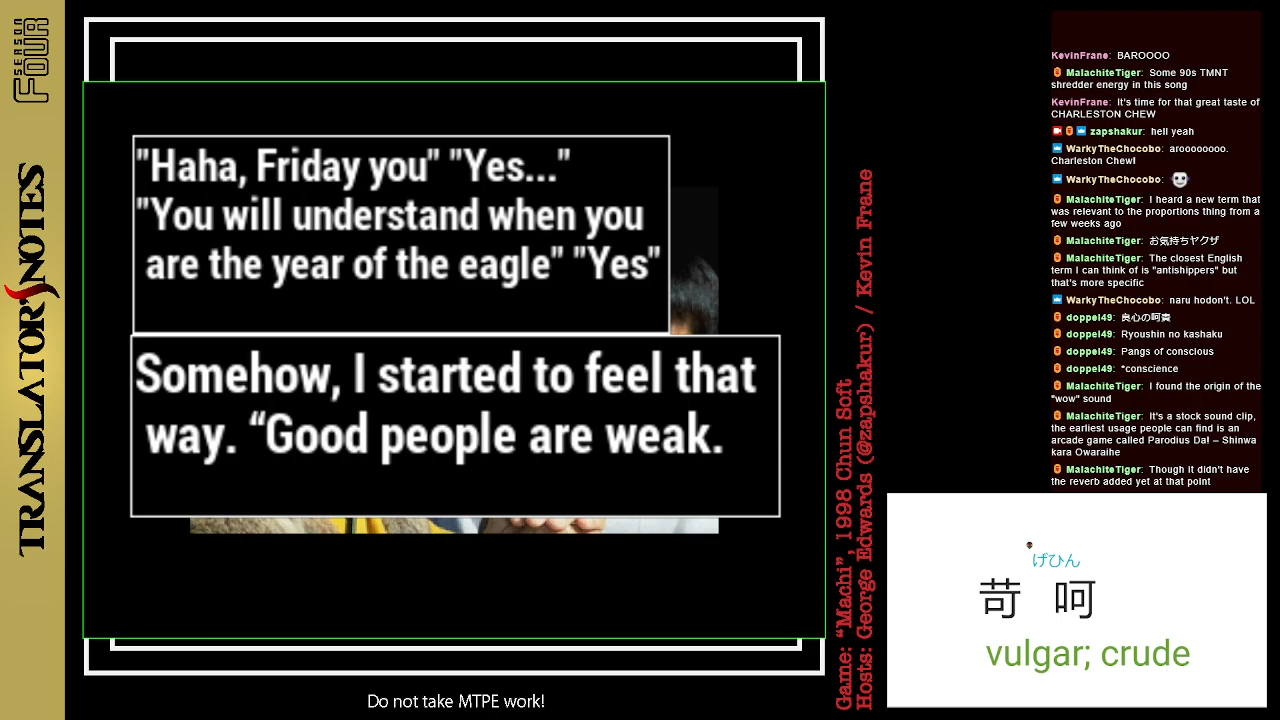 SEASON
FOUR
TRANSLATOR'S NOTES
"Haha, Friday you" "Yes..."
"You will understand when you
are the year of the eagle" "Yes"
Somehow, I started to feel that
way. “Good people are weak.
Do not take MTPE work!
Game: “Machi”, 1998 Chun Soft
Hosts: George Edwards (@zapshakur) / Kevin Frane
KevinFrane: BAROOOO
MalachiteTiger: Some 90s TMNT
shredder energy in this song
KevinFrane: It's time for that great taste of
CHARLESTON CHEW
zapshakur: hell yeah
WarkyTheChocobo: arooooooo.
Charleston Chew!
WarkyTheChocobo:
MalachiteTiger: I heard a new term that
was relevant to the proportions thing from a
few weeks ago
MalachiteTiger: お気持ちヤクザ
MalachiteTiger: The closest English
term I can think of is "antishippers" but
that's more specific
WarkyTheChocobo: naru hodon't. LOL
doppel49: 良心の呵責
doppel49: Ryoushin no kashaku
doppel49: Pangs of conscious
doppel49: conscience
MalachiteTiger: I found the origin of the
"wow" sound
MalachiteTiger: It's a stock sound clip,
the earliest usage people can find is an
arcade game called Parodius Da! ~ Shinwa
kara Owaraihe
MalachiteTiger: Though it didn't have
the reverb added yet at that point
げひん
苛 呵
vulgar; crude